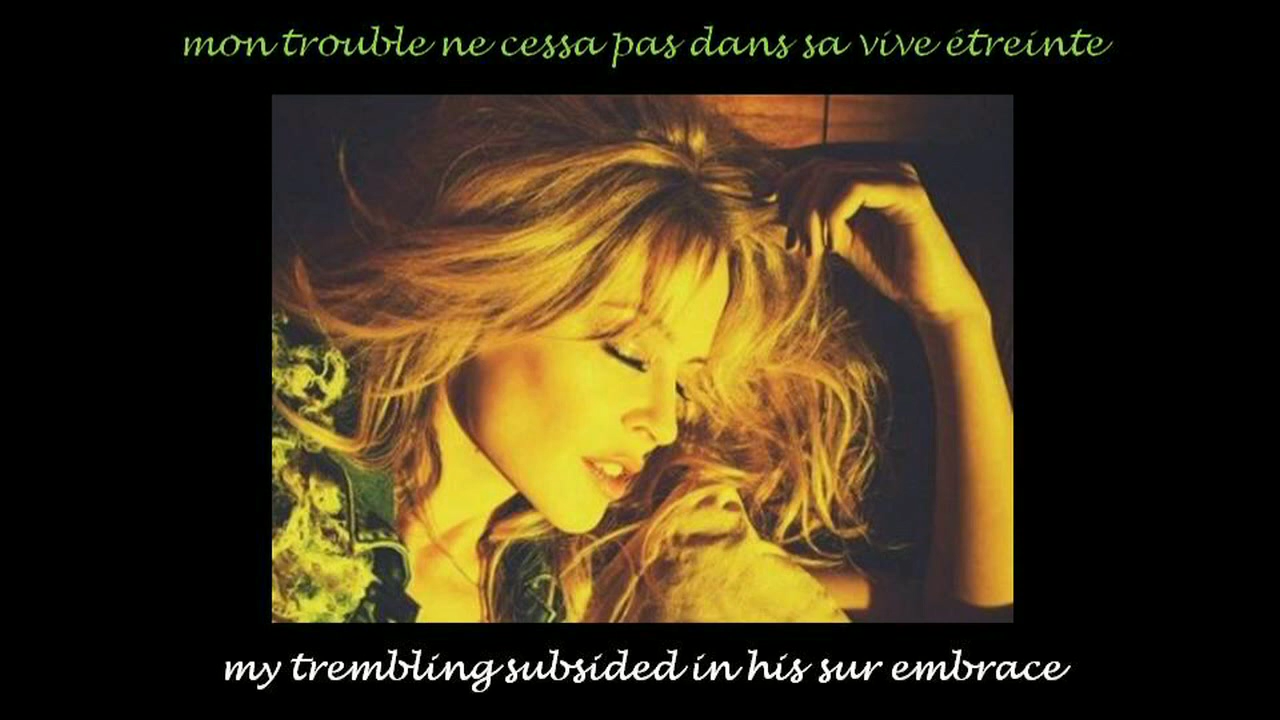 mon trouble ne cessa pas dans sa vive étreinte
my trembling subsided in his sur embrace